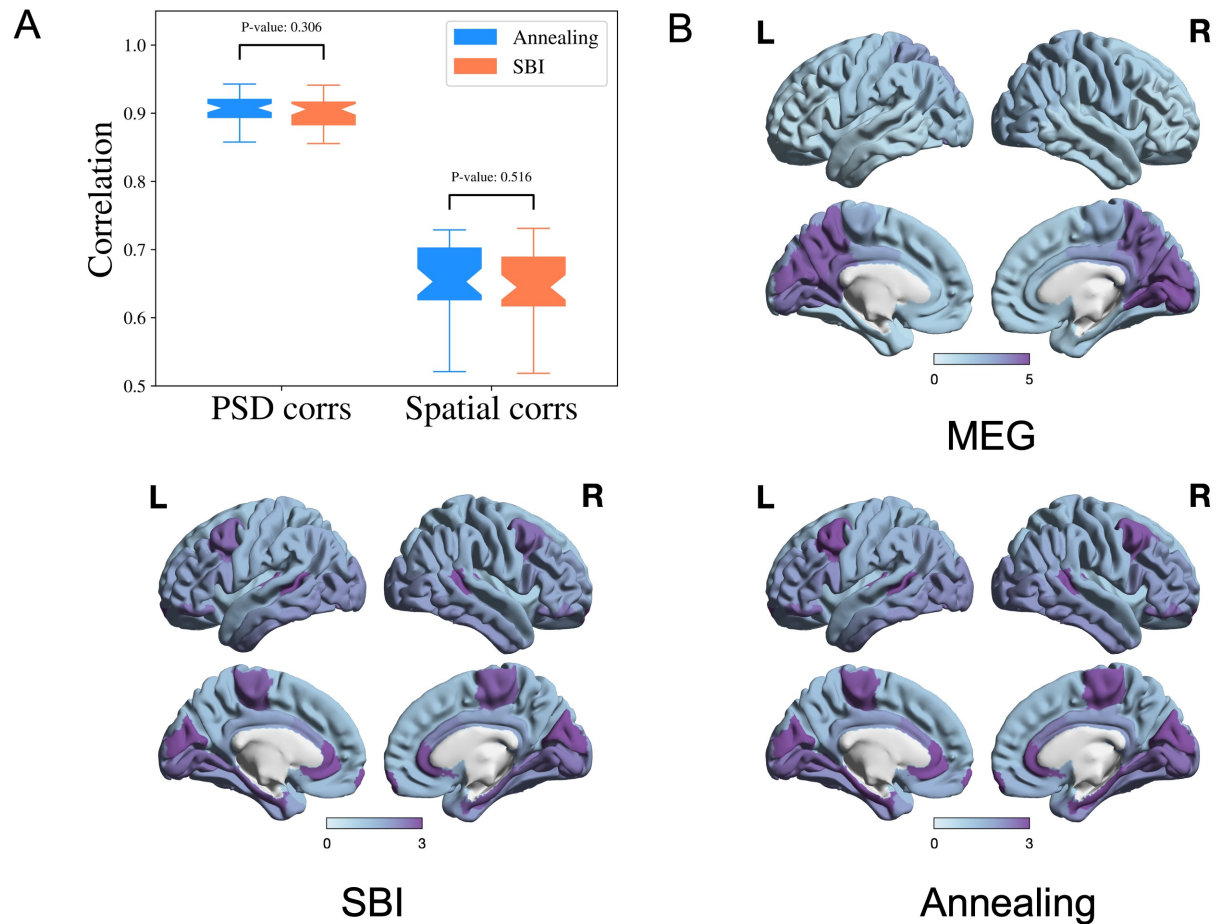 A
P-value: 0.306
Annealing
SBI
1.0
0.9
0.8
0.7
0.6
0.5
Correlation
P-value: 0.516
PSD corrs
Spatial corrs
B
L
R
0
5
MEG
L
R
0
3
SBI
L
R
0
3
Annealing